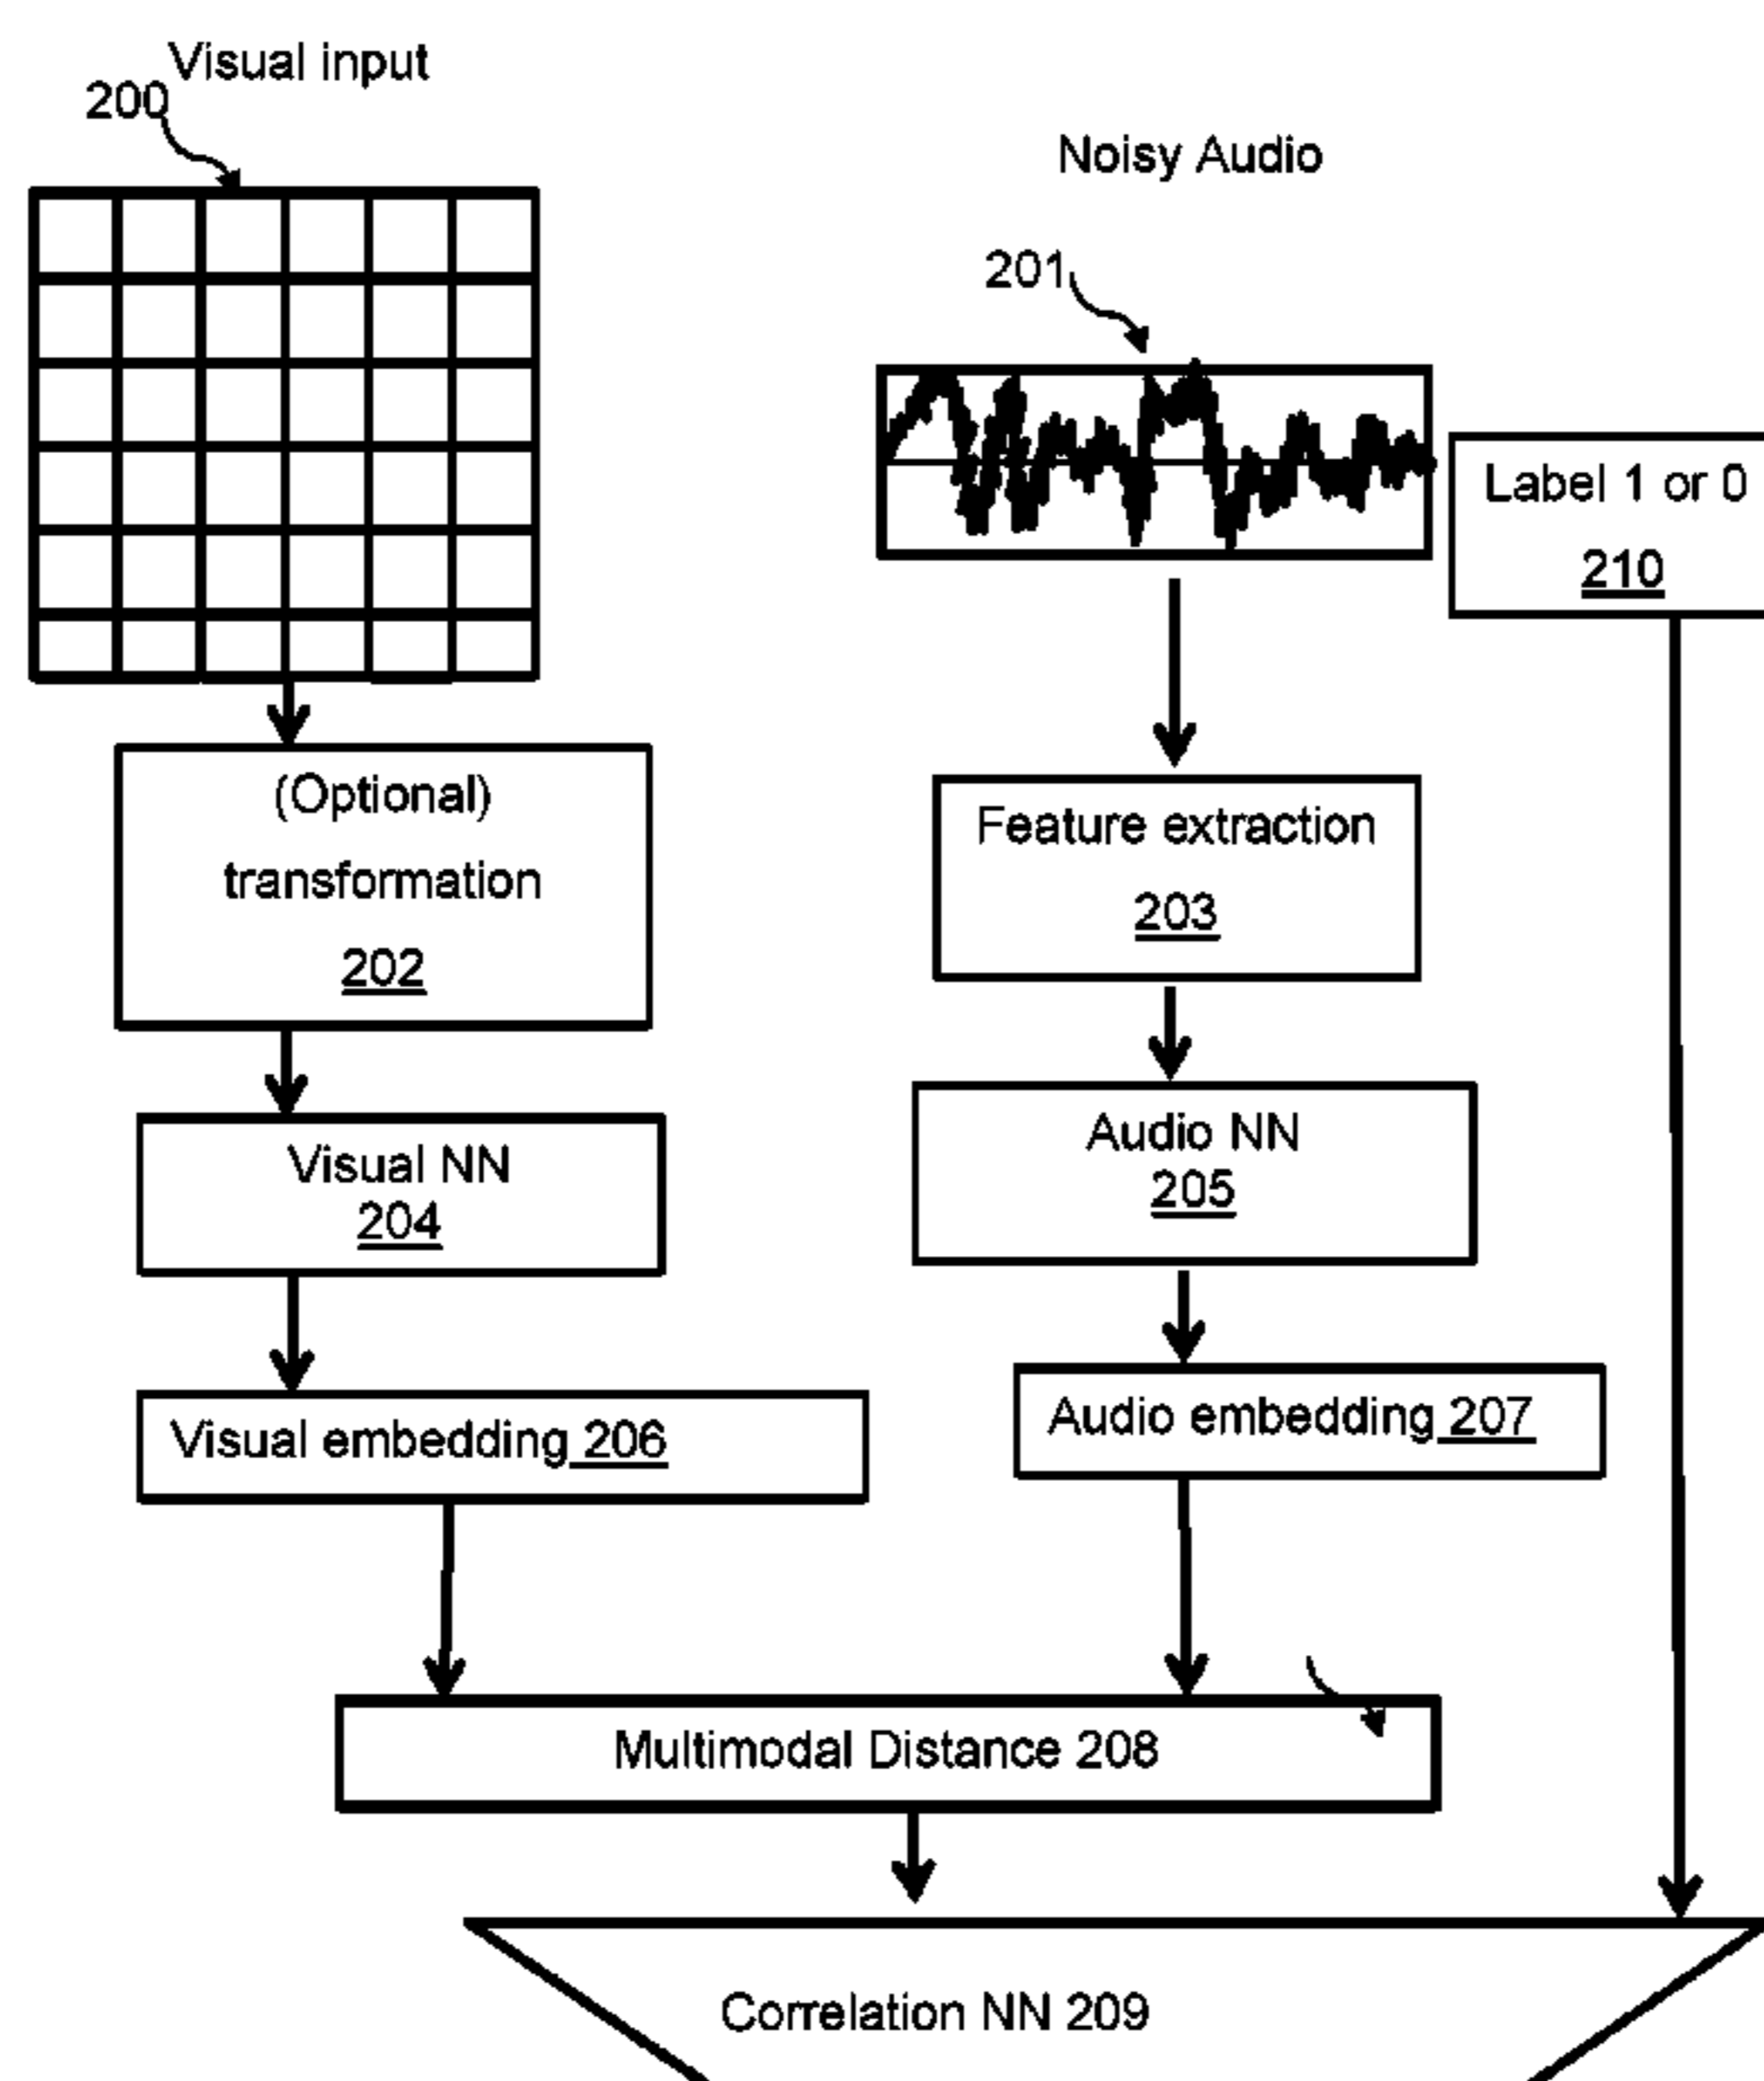 Visual input
200
Noisy Audio
201
Label 1 or 0
210
(Optional)
transformation
202
Feature extraction
203
Visual NN
204
Audio NN
205
Visual embedding 206
Audio embedding 207
Multimodal Distance 208
Correlation NN 209